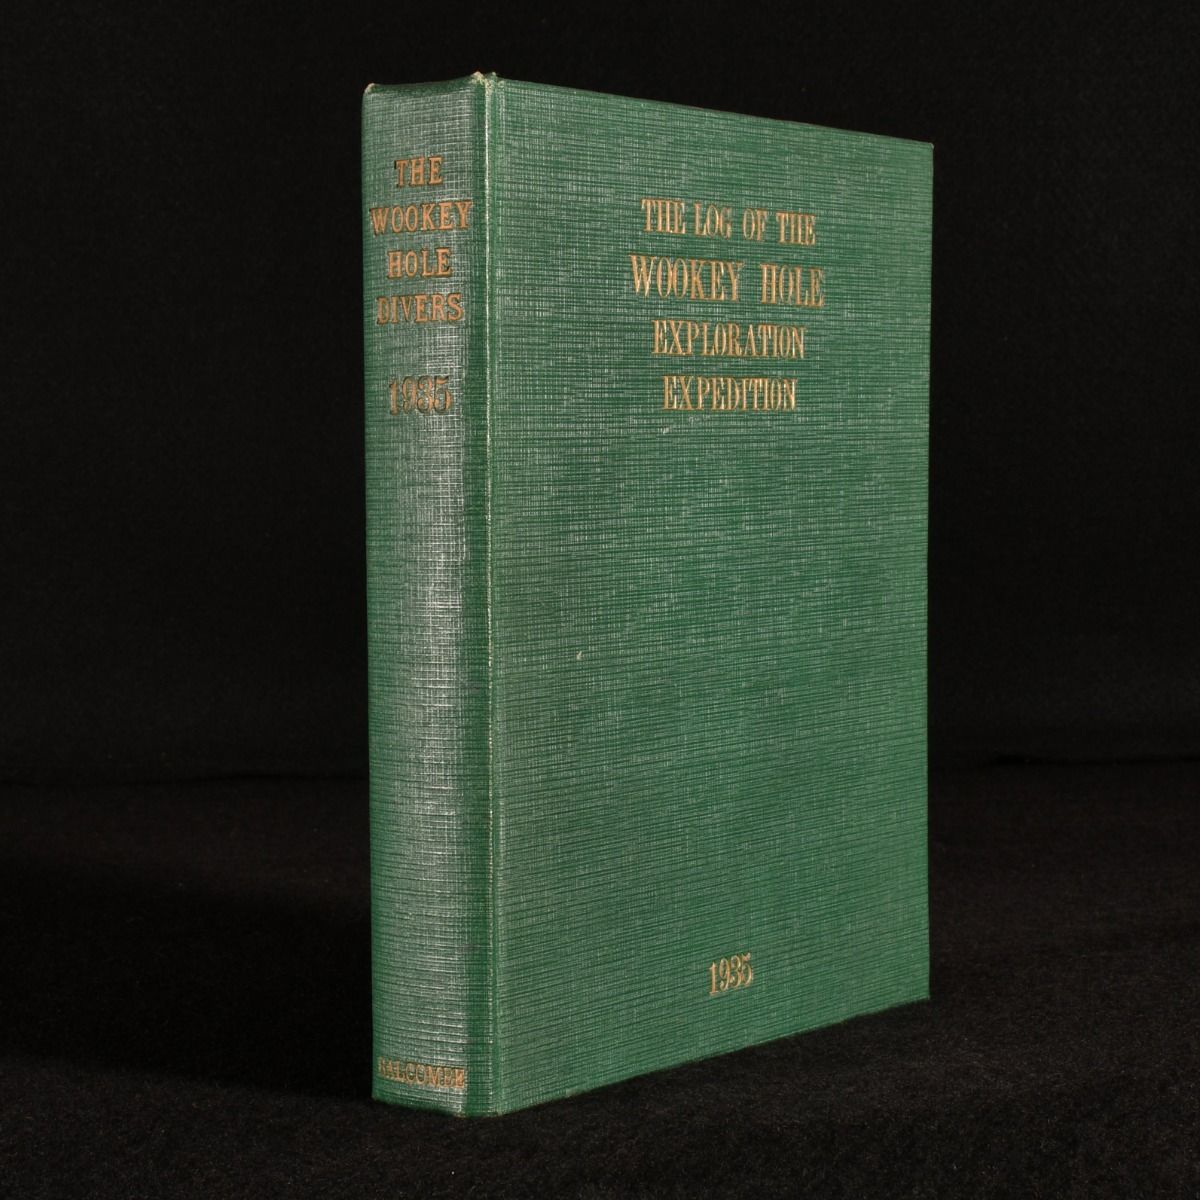 THE
WOOKEY
HOLE
DIVERS
1935
BALCOMBE
THE LOG OF THE
WOOKEY HOLE
EXPLORATION
EXPEDITION
1935